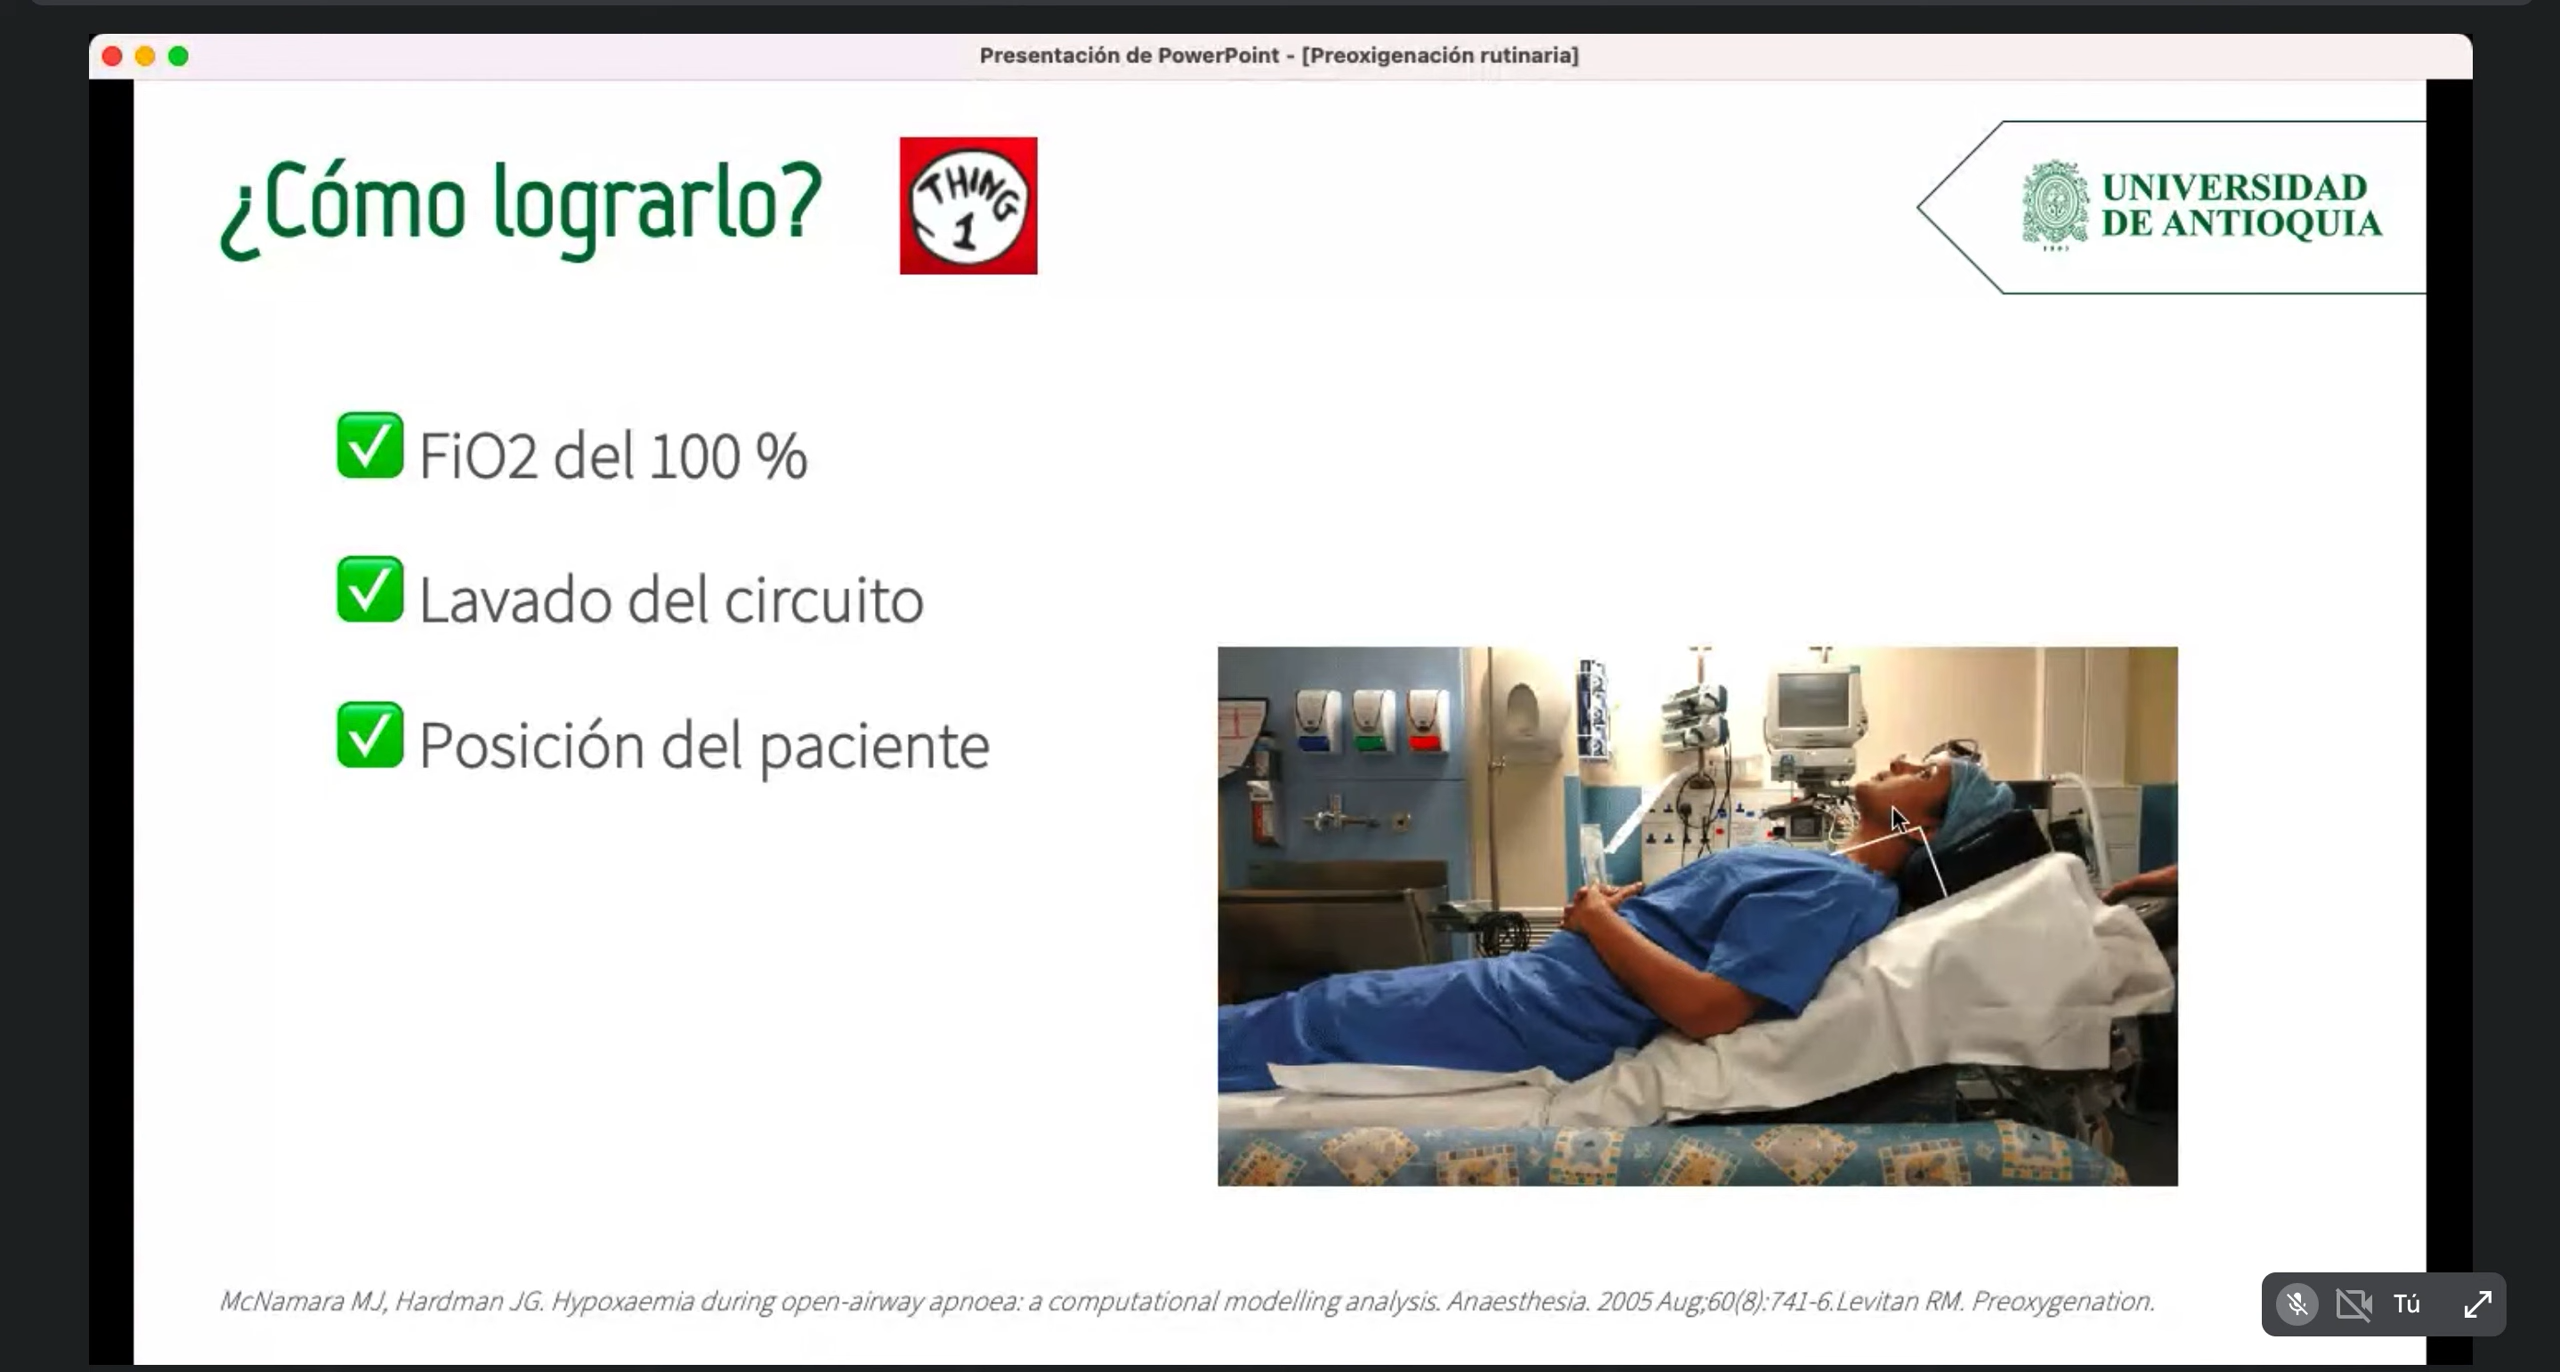 Presentación de PowerPoint - [Preoxigenación rutinaria]
¿Cómo lograrlo?
THING
1
UNIVERSIDAD
DE ANTIOQUIA
1803
✅ FiO2 del 100 %
✅ Lavado del circuito
✅ Posición del paciente
McNamara MJ, Hardman JG. Hypoxaemia during open-airway apnoea: a computational modelling analysis. Anaesthesia. 2005 Aug;60(8):741-6.Levitan RM. Preoxygenation.
Tú